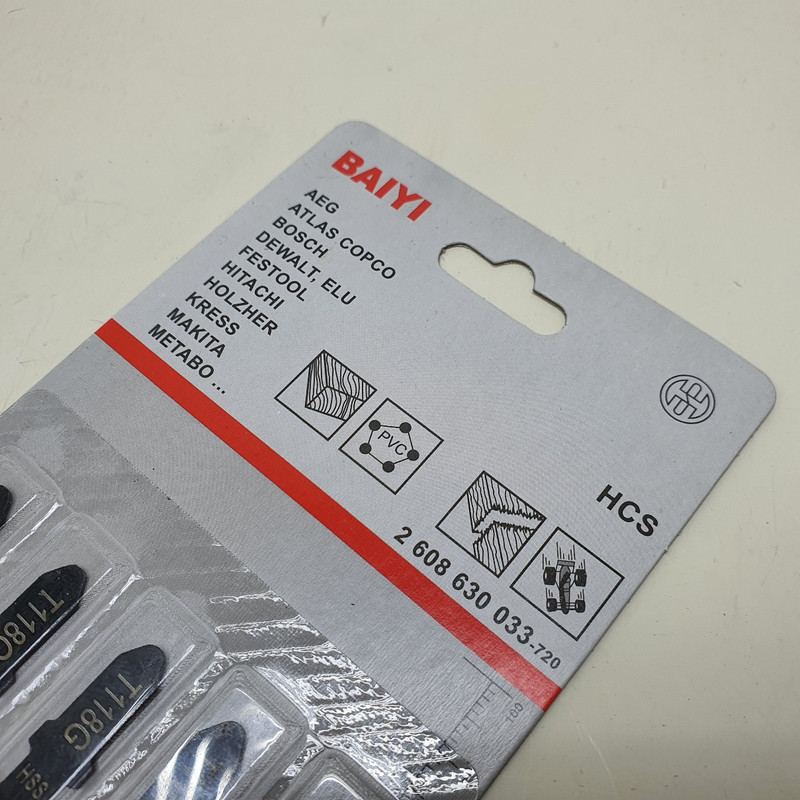 BAIYI
AEG
ATLAS COPCO
BOSCH
DEWALT, ELU
FESTOOL
HITACHI
HOLZHER
KRESS
MAKITA
METABO ...
PVC
HCS
2 608 630 033-720
100
T118G
T118G
HSS